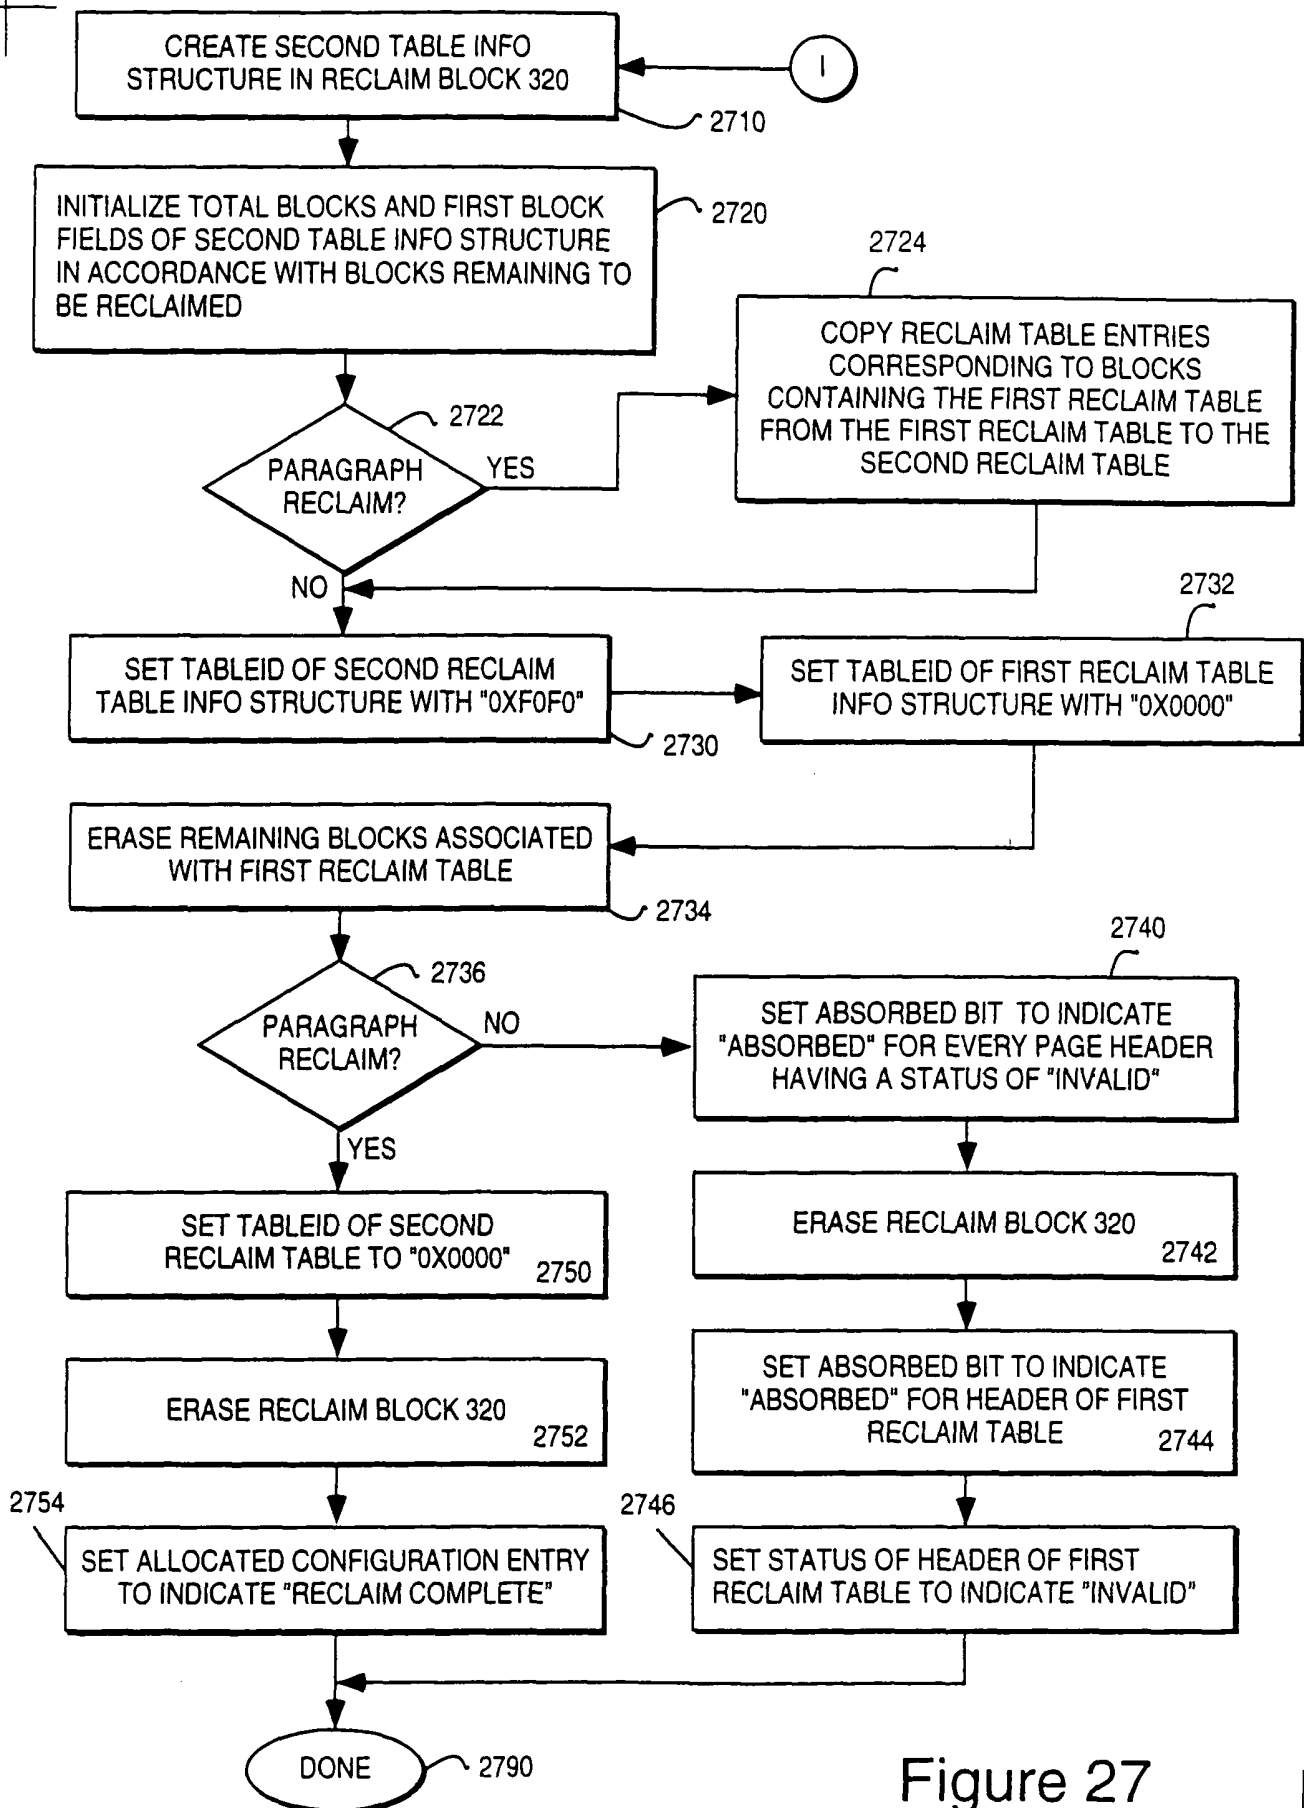 CREATE SECOND TABLE INFO
STRUCTURE IN RECLAIM BLOCK 320
I
2710
INITIALIZE TOTAL BLOCKS AND FIRST BLOCK
FIELDS OF SECOND TABLE INFO STRUCTURE
IN ACCORDANCE WITH BLOCKS REMAINING TO
BE RECLAIMED
2720
2724
COPY RECLAIM TABLE ENTRIES
CORRESPONDING TO BLOCKS
CONTAINING THE FIRST RECLAIM TABLE
FROM THE FIRST RECLAIM TABLE TO THE
SECOND RECLAIM TABLE
2722
PARAGRAPH
RECLAIM?
YES
NO
2732
SET TABLEID OF SECOND RECLAIM
TABLE INFO STRUCTURE WITH "0XF0F0"
2730
SET TABLEID OF FIRST RECLAIM TABLE
INFO STRUCTURE WITH "0X0000"
ERASE REMAINING BLOCKS ASSOCIATED
WITH FIRST RECLAIM TABLE
2734
2736
PARAGRAPH
RECLAIM?
NO
YES
2740
SET ABSORBED BIT TO INDICATE
"ABSORBED" FOR EVERY PAGE HEADER
HAVING A STATUS OF "INVALID"
SET TABLEID OF SECOND
RECLAIM TABLE TO "0X0000"
2750
ERASE RECLAIM BLOCK 320
2742
ERASE RECLAIM BLOCK 320
2752
SET ABSORBED BIT TO INDICATE
"ABSORBED" FOR HEADER OF FIRST
RECLAIM TABLE
2744
2754
SET ALLOCATED CONFIGURATION ENTRY
TO INDICATE "RECLAIM COMPLETE"
2746
SET STATUS OF HEADER OF FIRST
RECLAIM TABLE TO INDICATE "INVALID"
DONE
2790
Figure 27